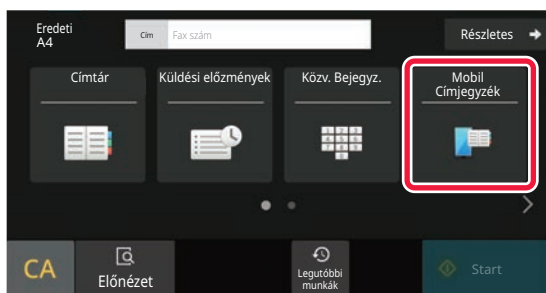 Eredeti
A4
Cím
Fax szám
Részletes
Címtár
Küldési előzmények
Közv. Bejegyz.
Mobil
Címjegyzék
CA
Előnézet
Legutóbbi
munkák
Start